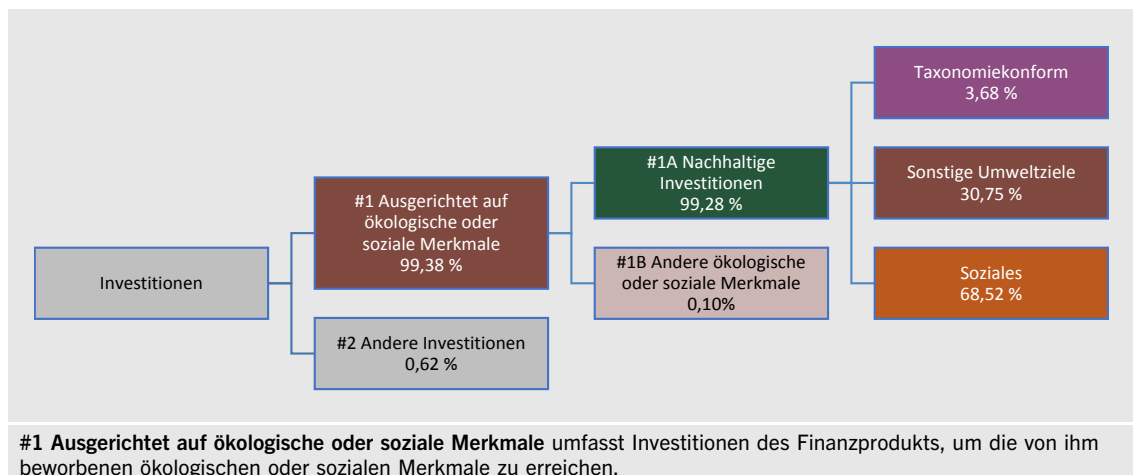 Investitionen
#1 Ausgerichtet auf
ökologische oder
soziale Merkmale
99,38 %
#2 Andere Investitionen
0,62 %
#1A Nachhaltige
Investitionen
99,28 %
#1B Andere ökologische
oder soziale Merkmale
0,10%
Taxonomiekonform
3,68 %
Sonstige Umweltziele
30,75 %
Soziales
68,52 %
#1 Ausgerichtet auf ökologische oder soziale Merkmale umfasst Investitionen des Finanzprodukts, um die von ihm
beworbenen ökologischen oder sozialen Merkmale zu erreichen.